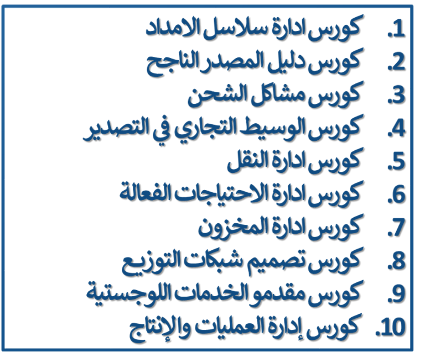 1. كورس ادارة سلاسل الامداد
2. كورس دليل المصدر الناجح
3. كورس مشاكل الشحن
4. كورس الوسيط التجاري في التصدير
5. كورس ادارة النقل
6. كورس ادارة الاحتياجات الفعالة
7. كورس ادارة المخزون
8. كورس تصميم شبكات التوزيع
9. كورس مقدمو الخدمات اللوجستية
10. كورس إدارة العمليات والإنتاج